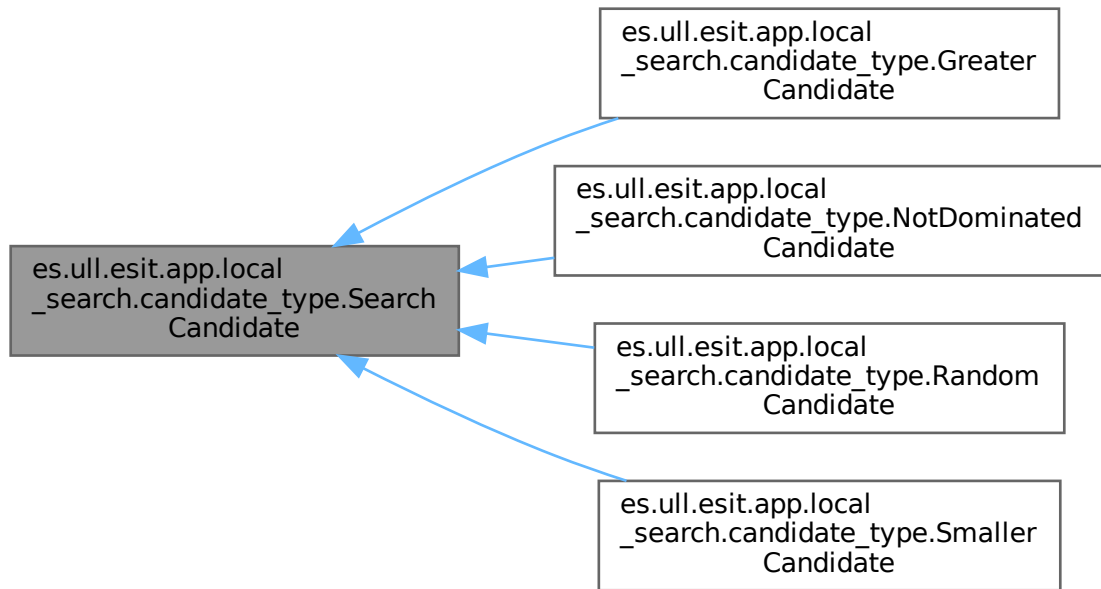 es.ull.esit.app.local
_search.candidate_type.Greater
Candidate
es.ull.esit.app.local
_search.candidate_type.NotDominated
Candidate
es.ull.esit.app.local
_search.candidate_type.Search
Candidate
es.ull.esit.app.local
_search.candidate_type.Random
Candidate
es.ull.esit.app.local
_search.candidate_type.Smaller
Candidate